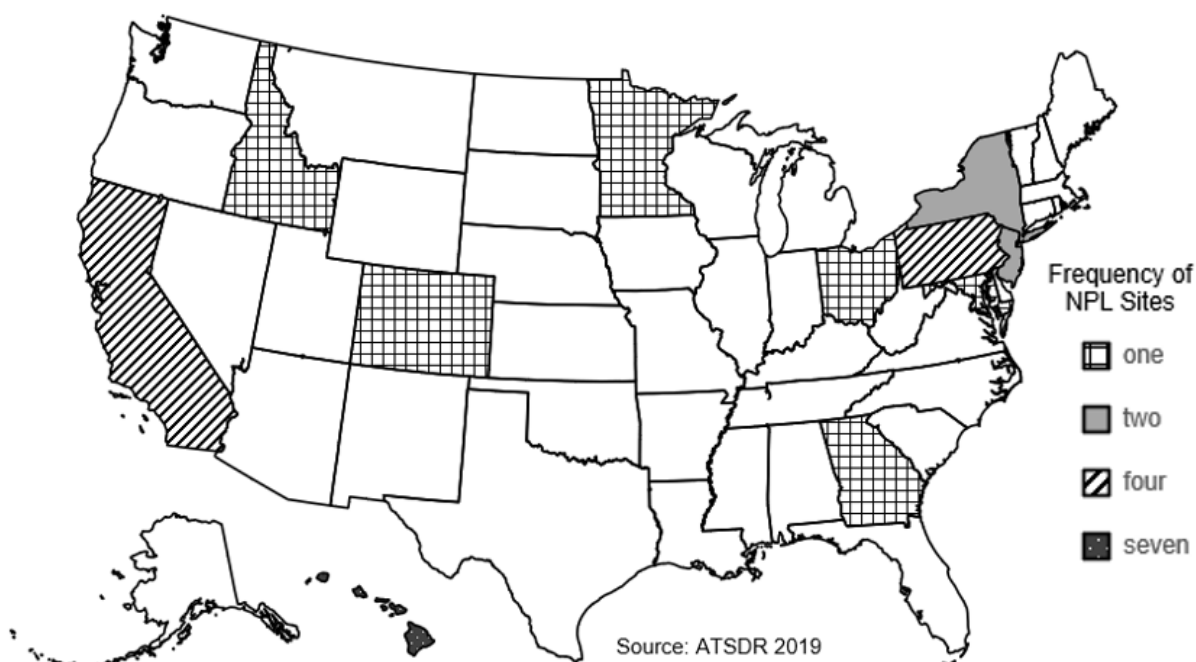 Frequency of
NPL Sites
one
two
four
seven
Source: ATSDR 2019